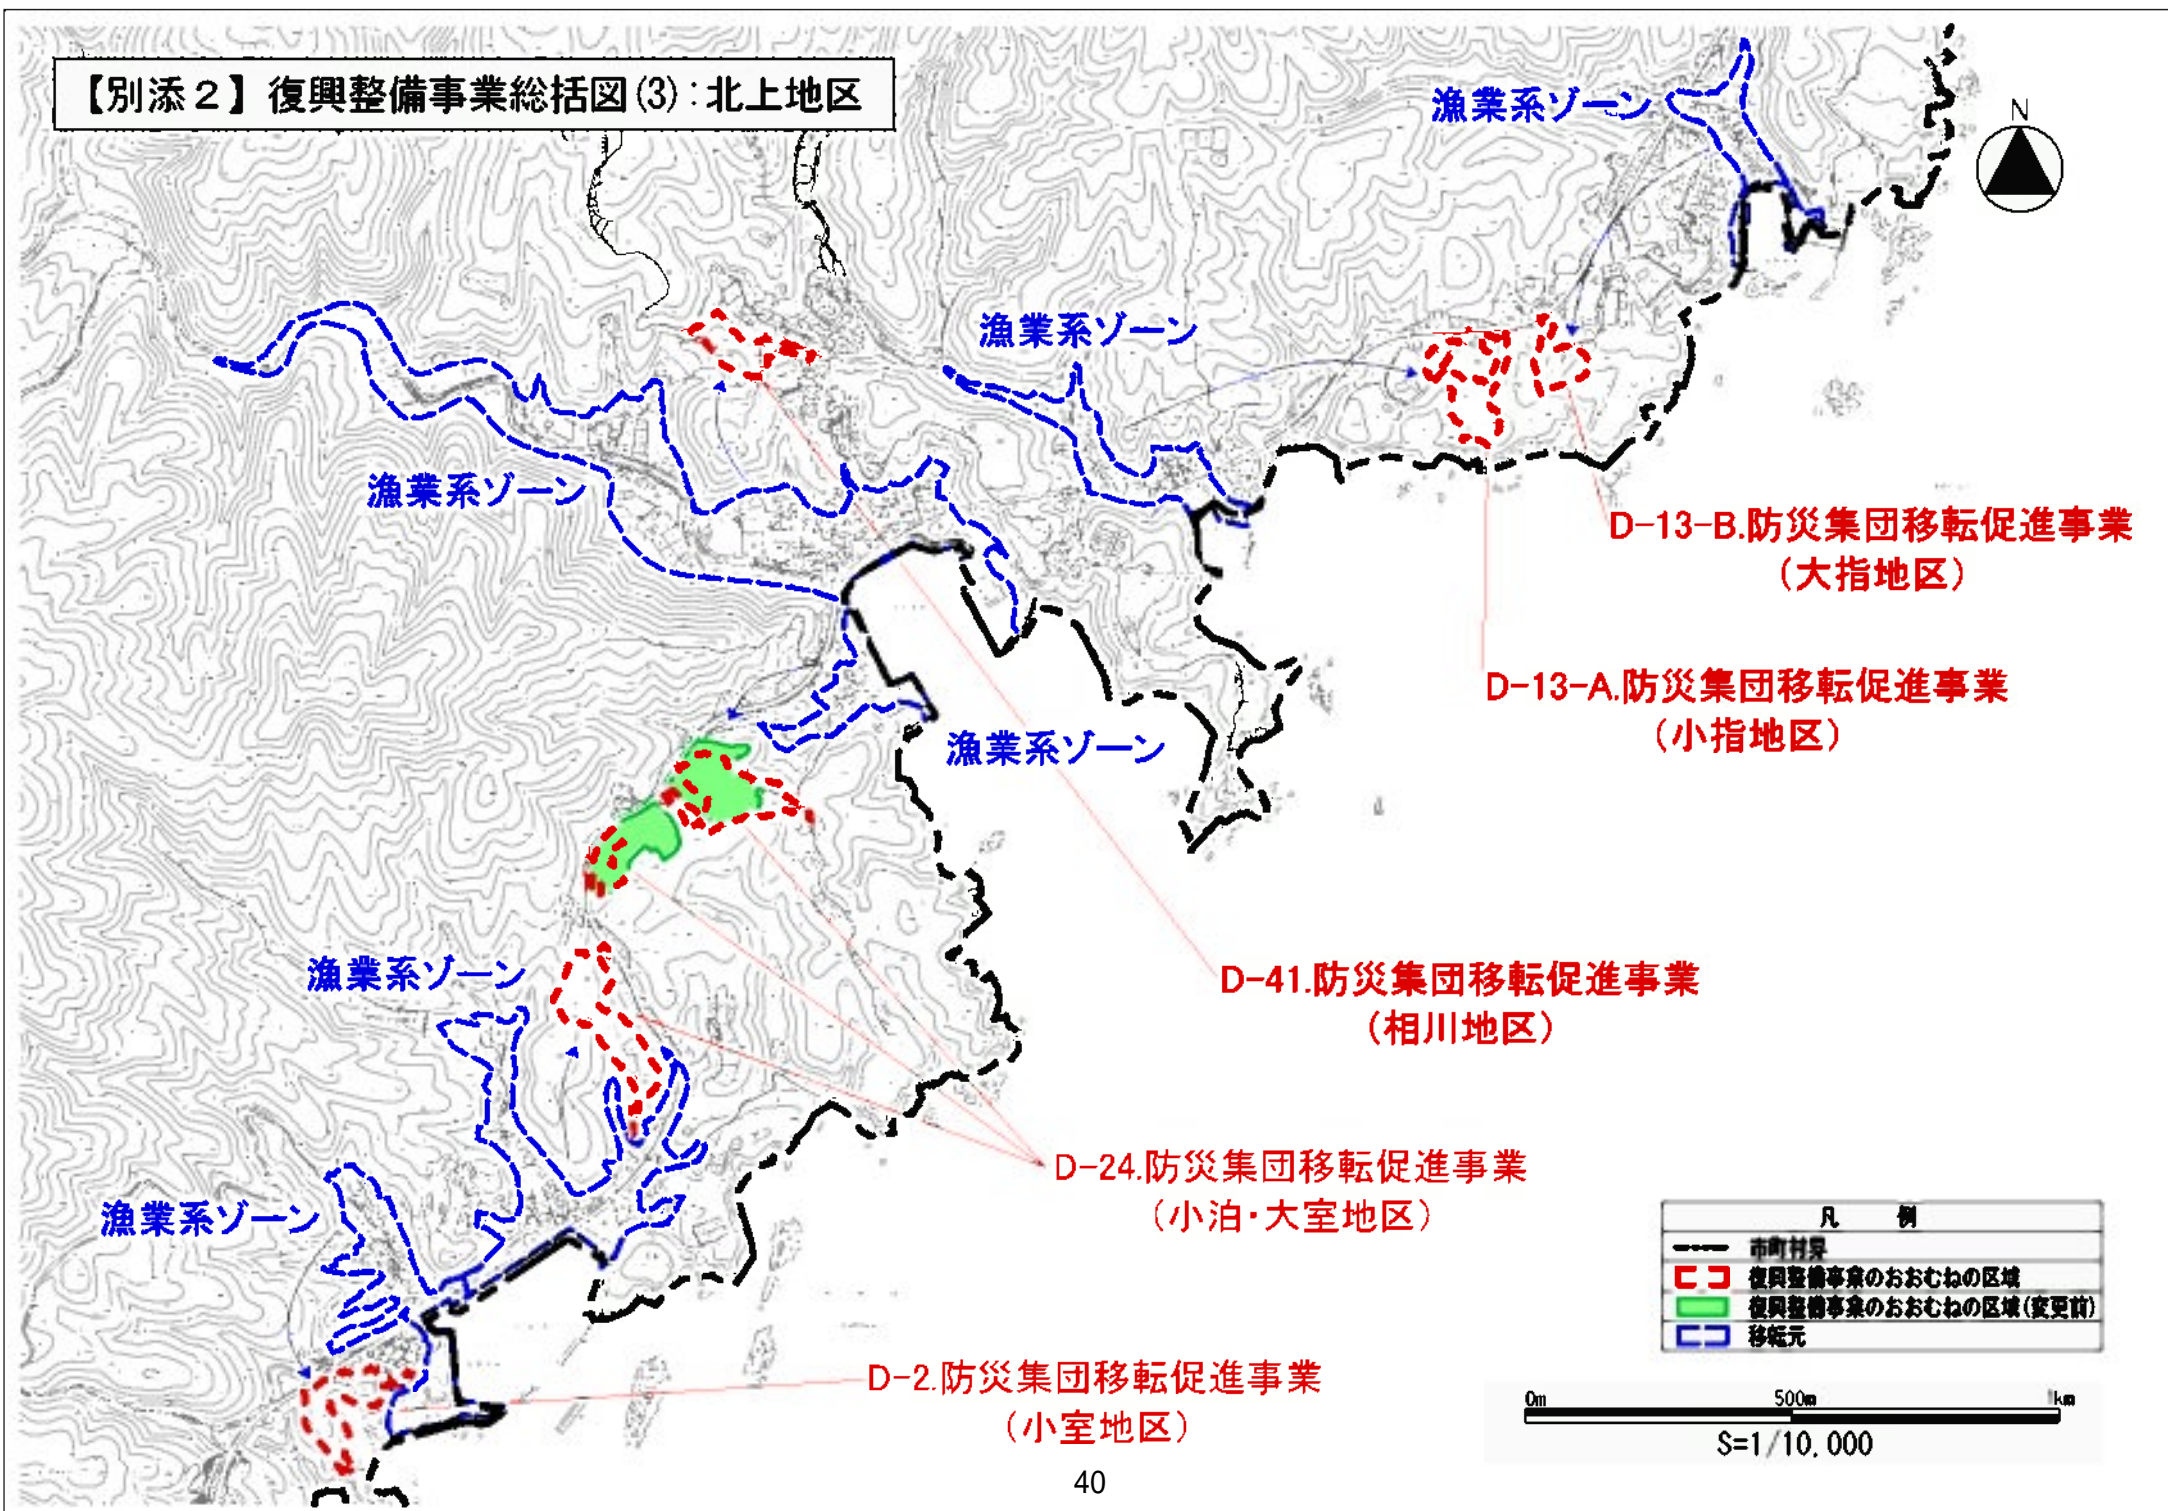 【別添2】復興整備事業総括図(3):北上地区
漁業系ゾーン
N
漁業系ゾーン
漁業系ゾーン
D-13-B.防災集団移転促進事業
(大指地区)
D-13-A.防災集団移転促進事業
(小指地区)
漁業系ゾーン
漁業系ゾーン
D-41.防災集団移転促進事業
(相川地区)
D-24.防災集団移転促進事業
(小泊・大室地区)
漁業系ゾーン
D-2.防災集団移転促進事業
(小室地区)
凡 例
市町村界
復興整備事業のおおむねの区域
復興整備事業のおおむねの区域(変更前)
移転元
0m 500m 1km
S=1/10,000
40